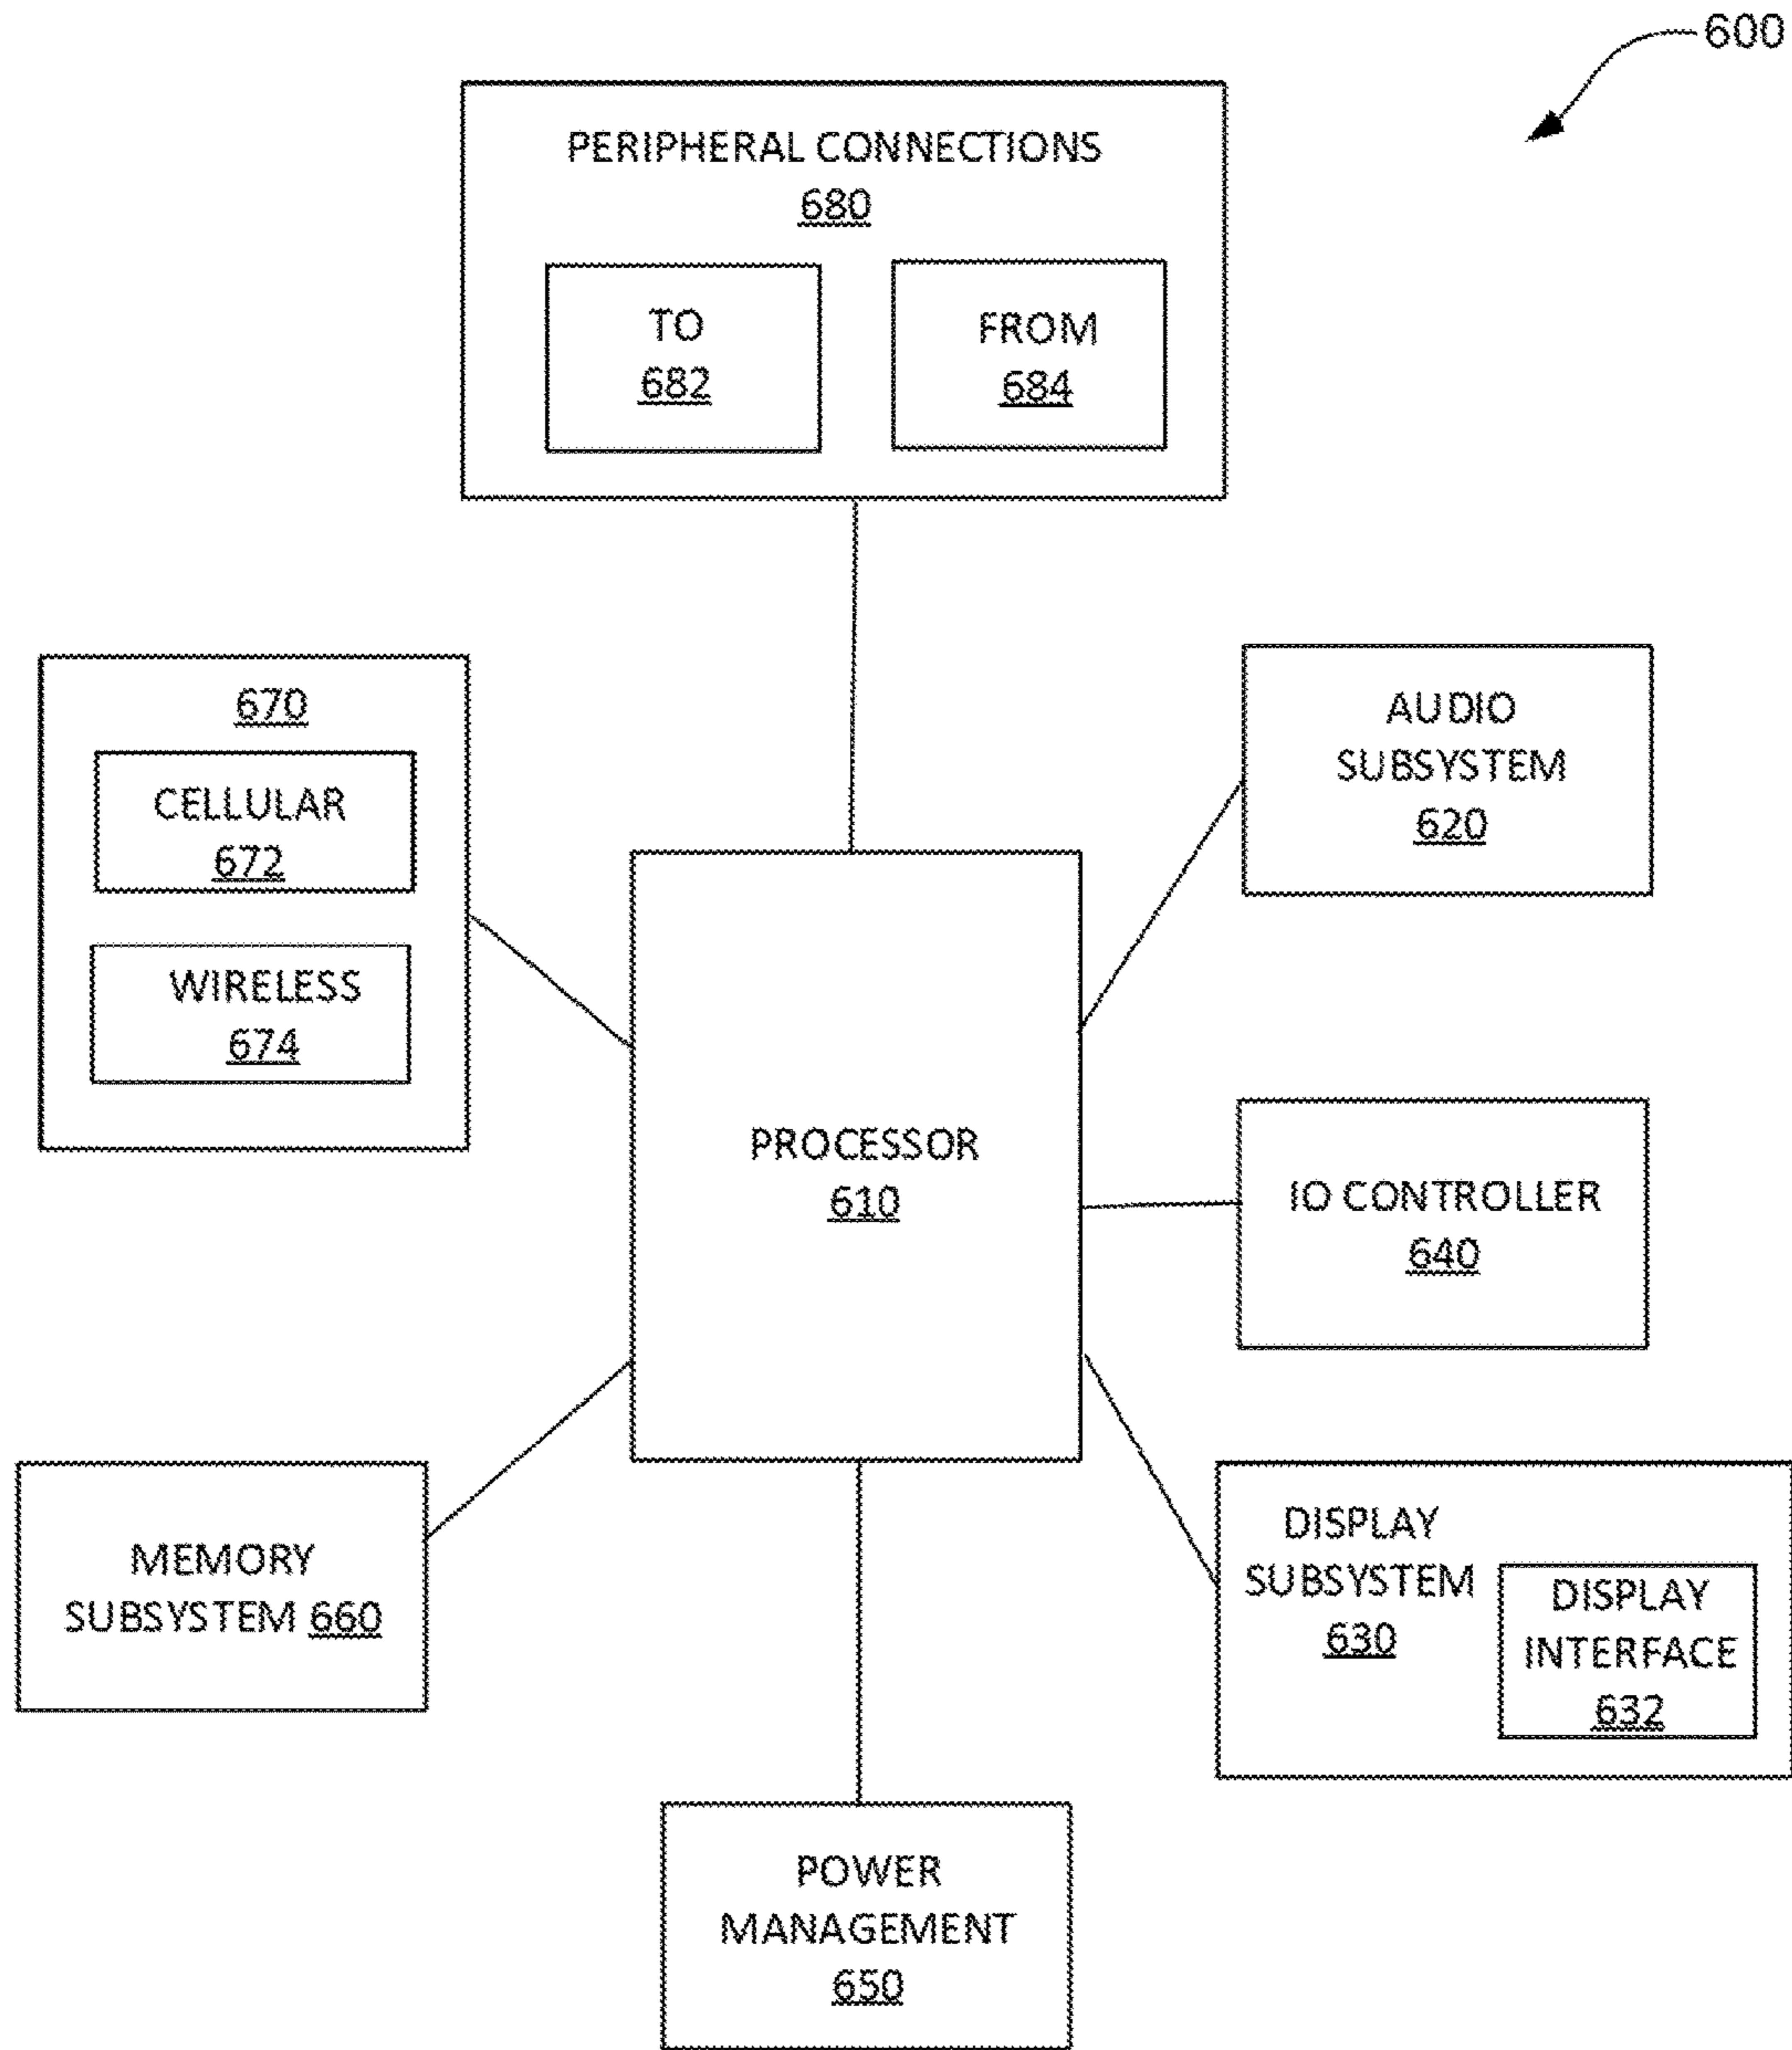 600
PERIPHERAL CONNECTIONS
680
TO
682
FROM
684
670
CELLULAR
672
WIRELESS
674
AUDIO
SUBSYSTEM
620
PROCESSOR
610
IO CONTROLLER
640
MEMORY
SUBSYSTEM 660
DISPLAY
SUBSYSTEM
630
DISPLAY
INTERFACE
632
POWER
MANAGEMENT
650